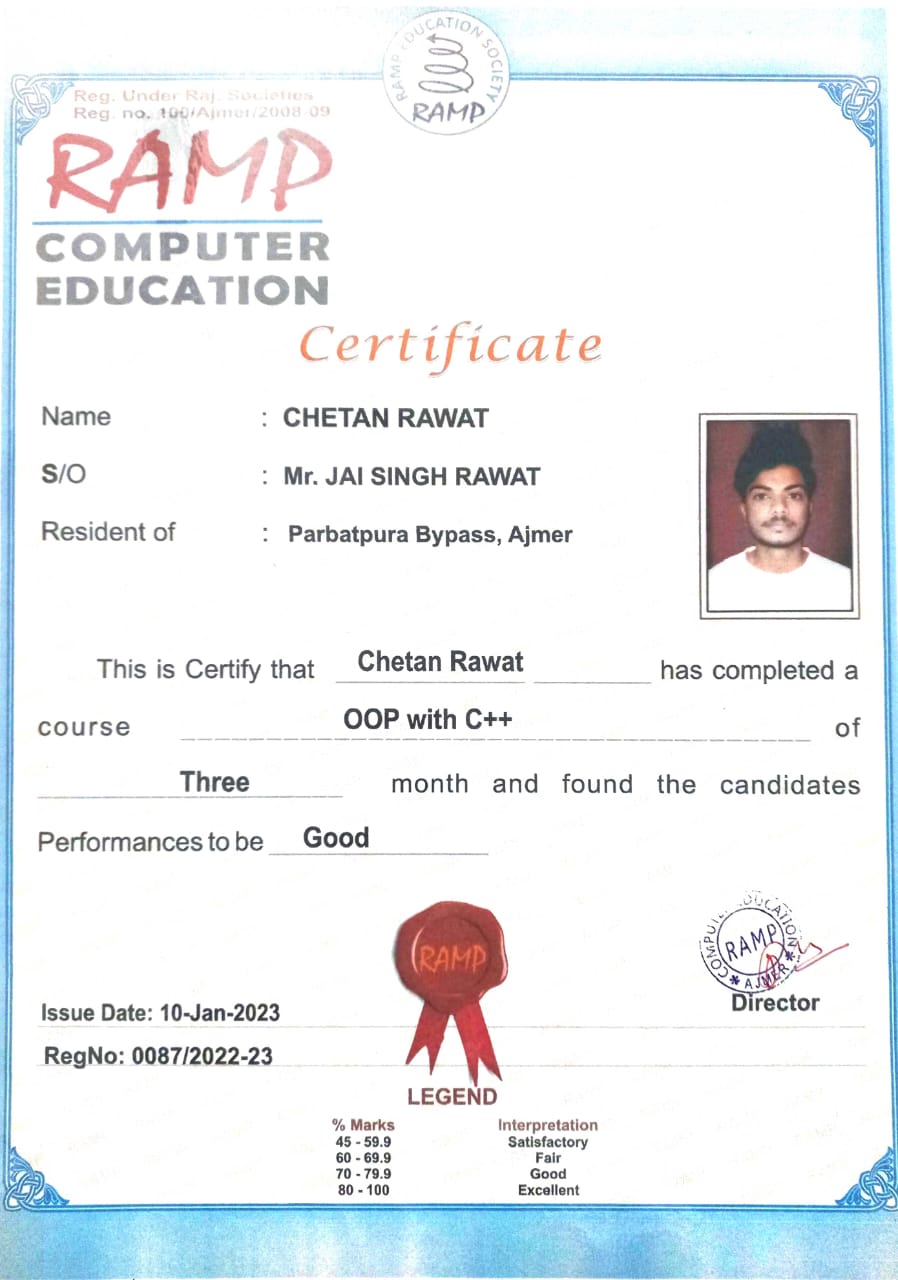 RAMP EDUCATION SOCIETY
RAMP
Reg. Under Raj. Societies
Reg. no. 100/Ajmer/2008-09
RAMP
COMPUTER
EDUCATION
Certificate
Name : CHETAN RAWAT
S/O : Mr. JAI SINGH RAWAT
Resident of : Parbatpura Bypass, Ajmer
This is Certify that Chetan Rawat has completed a
course OOP with C++ of
Three month and found the candidates
Performances to be Good
RAMP
COMPUTER EDUCATION
RAMP
* AJMER *
Director
Issue Date: 10-Jan-2023
RegNo: 0087/2022-23
LEGEND
% Marks Interpretation
45 - 59.9 Satisfactory
60 - 69.9 Fair
70 - 79.9 Good
80 - 100 Excellent